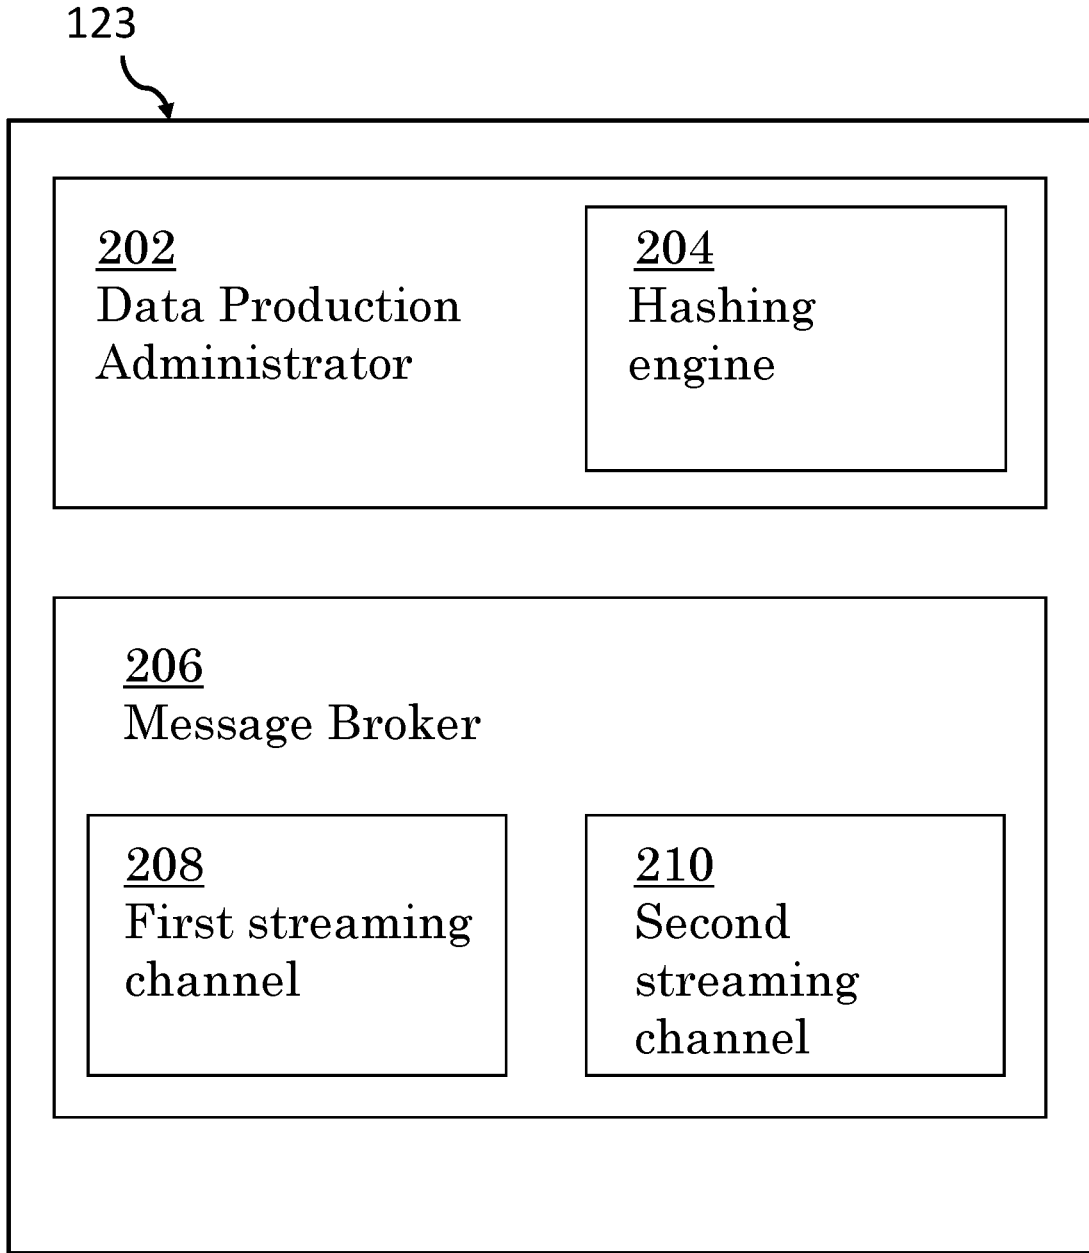 123
202
Data Production
Administrator
204
Hashing
engine
206
Message Broker
208
First streaming
channel
210
Second
streaming
channel